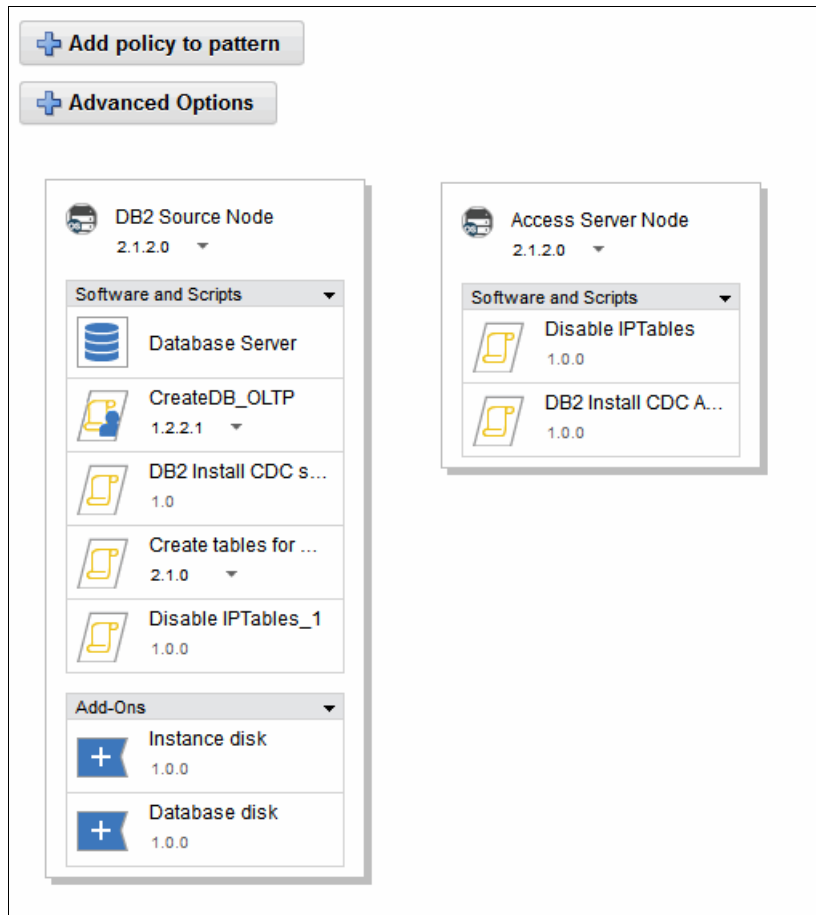 Add policy to pattern
Advanced Options
DB2 Source Node
2.1.2.0
Software and Scripts
Database Server
CreateDB_OLTP
1.2.2.1
DB2 Install CDC s...
1.0
Create tables for ...
2.1.0
Disable IPTables_1
1.0.0
Add-Ons
Instance disk
1.0.0
Database disk
1.0.0
Access Server Node
2.1.2.0
Software and Scripts
Disable IPTables
1.0.0
DB2 Install CDC A...
1.0.0